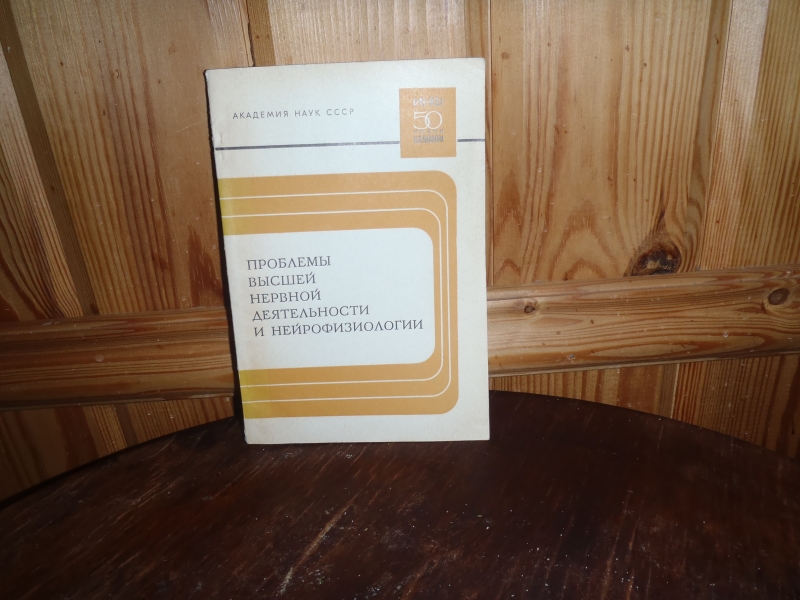 АКАДЕМИЯ НАУК СССР
50
ПРОБЛЕМЫ
ВЫСШЕЙ
НЕРВНОЙ
ДЕЯТЕЛЬНОСТИ
И НЕЙРОФИЗИОЛОГИИ